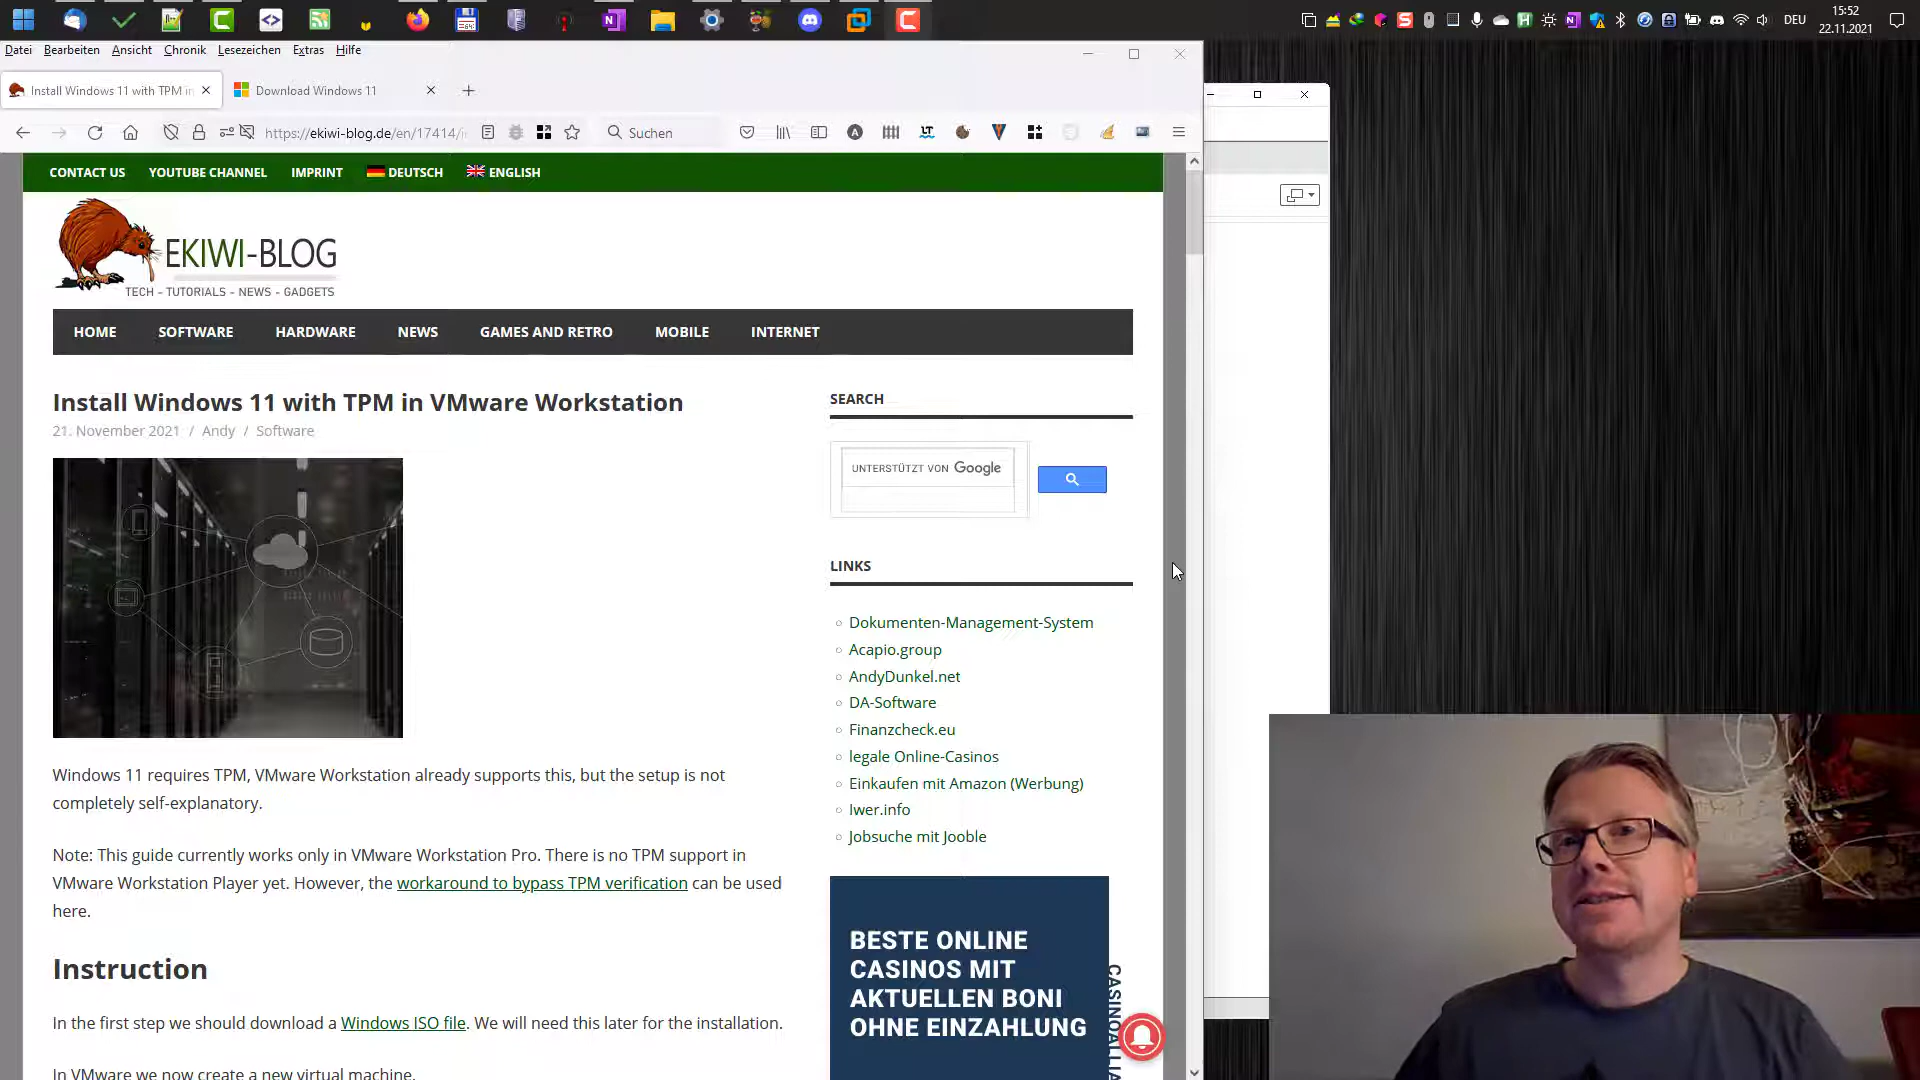 15:52
DEU
22.11.2021
Datei Bearbeiten Ansicht Chronik Lesezeichen Extras Hilfe
Install Windows 11 with TPM in
Download Windows 11
https://ekiwi-blog.de/en/17414/i
Suchen
CONTACT US YOUTUBE CHANNEL IMPRINT DEUTSCH ENGLISH
EKIWI-BLOG
TECH - TUTORIALS - NEWS - GADGETS
HOME SOFTWARE HARDWARE NEWS GAMES AND RETRO MOBILE INTERNET
Install Windows 11 with TPM in VMware Workstation
21. November 2021 / Andy / Software
Windows 11 requires TPM, VMware Workstation already supports this, but the setup is not
completely self-explanatory.
Note: This guide currently works only in VMware Workstation Pro. There is no TPM support in
VMware Workstation Player yet. However, the workaround to bypass TPM verification can be used
here.
Instruction
In the first step we should download a Windows ISO file. We will need this later for the installation.
In VMware we now create a new virtual machine.
SEARCH
UNTERSTÜTZT VON Google
LINKS
Dokumenten-Management-System
Acapio.group
AndyDunkel.net
DA-Software
Finanzcheck.eu
legale Online-Casinos
Einkaufen mit Amazon (Werbung)
Iwer.info
Jobsuche mit Jooble
BESTE ONLINE
CASINOS MIT
AKTUELLEN BONI
OHNE EINZAHLUNG